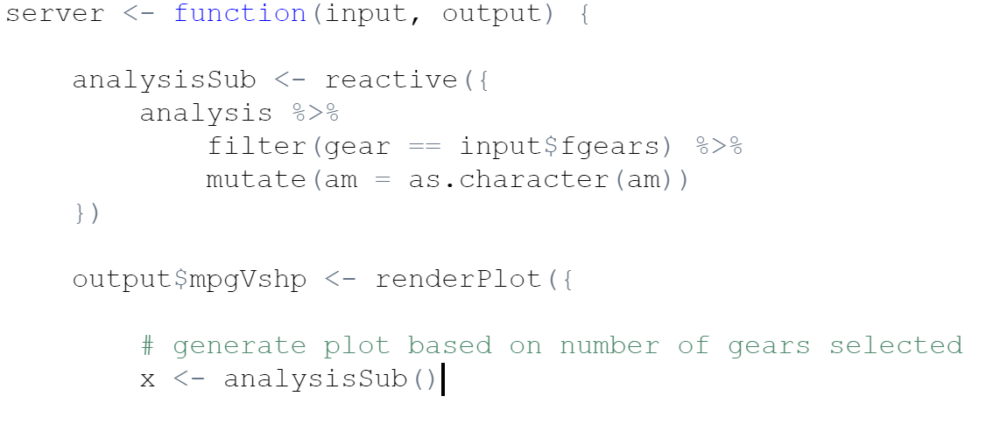 server <- function(input, output) {
analysisSub <- reactive({
analysis %>%
filter(gear == input$fgears) %>%
mutate(am = as.character(am))
})
output$mpgVshp <- renderPlot({
# generate plot based on number of gears selected
x <- analysisSub()